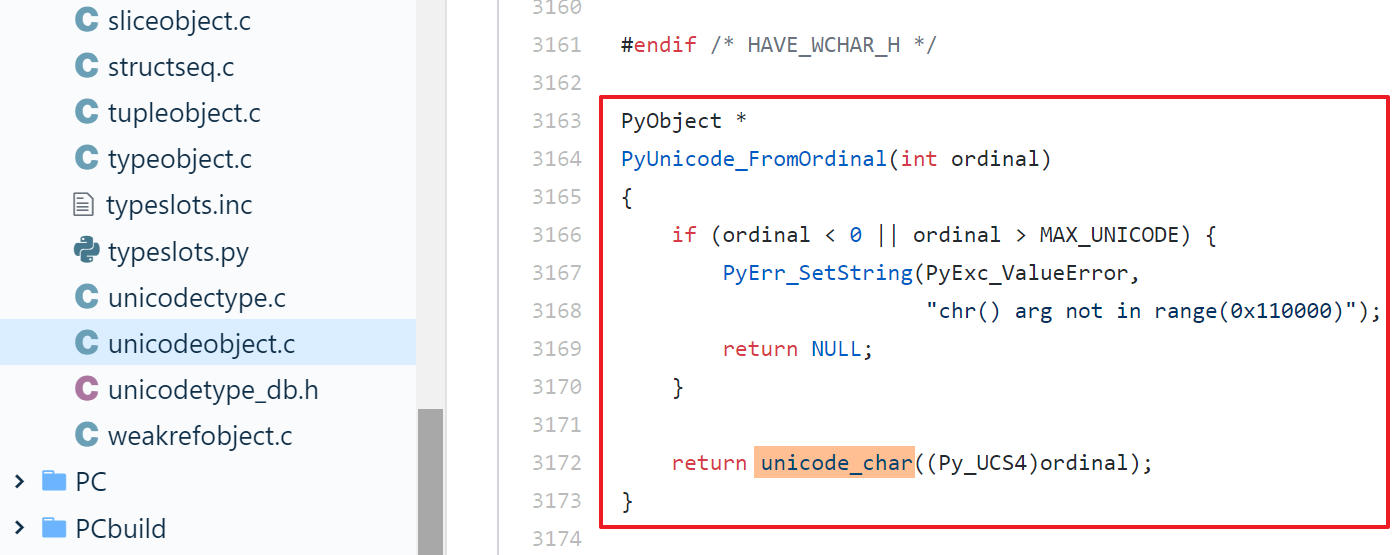 sliceobject.c
structseq.c
tupleobject.c
typeobject.c
typeslots.inc
typeslots.py
unicodectype.c
unicodeobject.c
unicodetype_db.h
weakrefobject.c
PC
PCbuild
3160
3161 #endif /* HAVE_WCHAR_H */
3162
3163 PyObject *
3164 PyUnicode_FromOrdinal(int ordinal)
3165 {
3166     if (ordinal < 0 || ordinal > MAX_UNICODE) {
3167         PyErr_SetString(PyExc_ValueError,
3168                         "chr() arg not in range(0x110000)");
3169         return NULL;
3170     }
3171
3172     return unicode_char((Py_UCS4)ordinal);
3173 }
3174